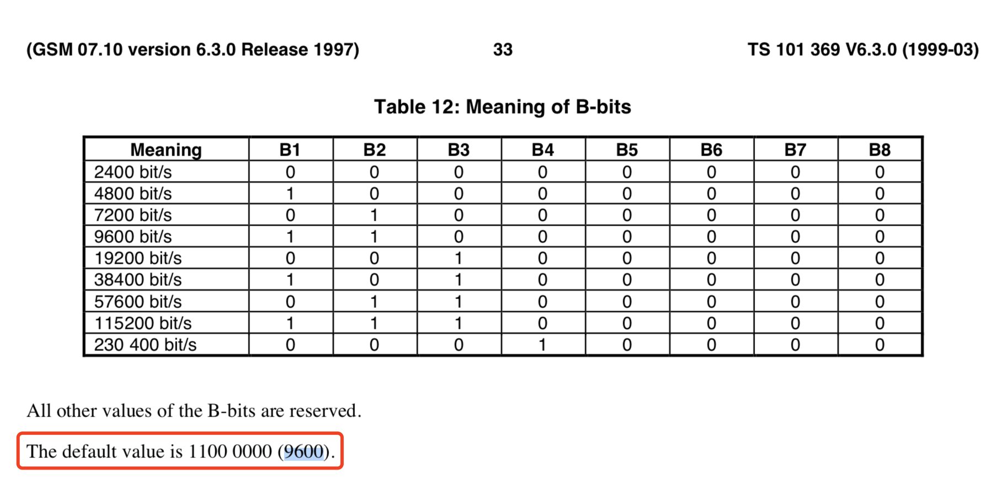 (GSM 07.10 version 6.3.0 Release 1997) 33 TS 101 369 V6.3.0 (1999-03)
Table 12: Meaning of B-bits
Meaning B1 B2 B3 B4 B5 B6 B7 B8
2400 bit/s 0 0 0 0 0 0 0 0
4800 bit/s 1 0 0 0 0 0 0 0
7200 bit/s 0 1 0 0 0 0 0 0
9600 bit/s 1 1 0 0 0 0 0 0
19200 bit/s 0 0 1 0 0 0 0 0
38400 bit/s 1 0 1 0 0 0 0 0
57600 bit/s 0 1 1 0 0 0 0 0
115200 bit/s 1 1 1 0 0 0 0 0
230 400 bit/s 0 0 0 1 0 0 0 0
All other values of the B-bits are reserved.
The default value is 1100 0000 (9600).